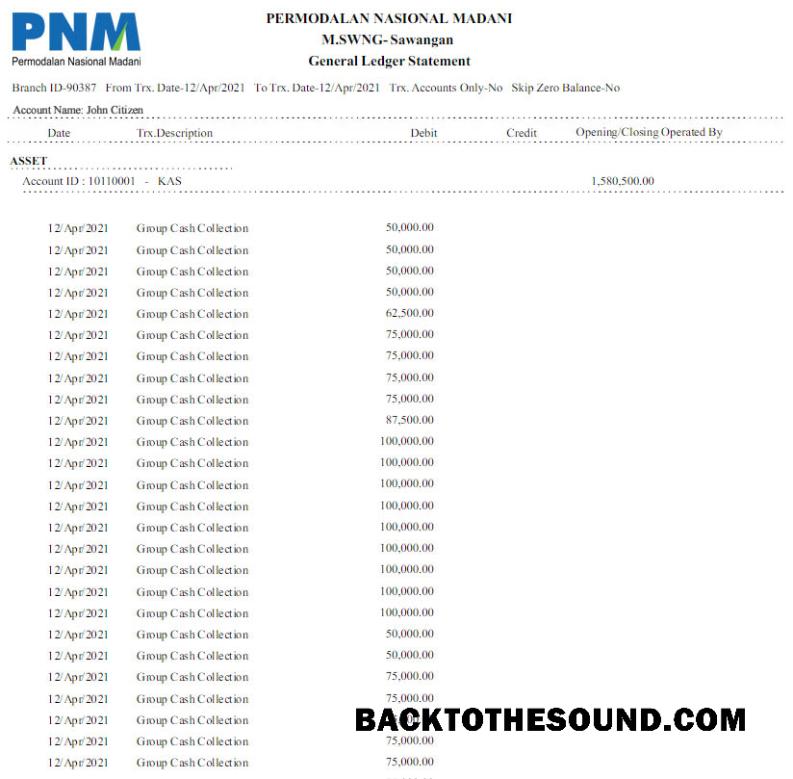 PNM
Permodalan Nasional Madani
PERMODALAN NASIONAL MADANI
M.SWNG- Sawangan
General Ledger Statement
Branch ID-90387 From Trx. Date-12/Apr/2021 To Trx. Date-12/Apr/2021 Trx. Accounts Only-No Skip Zero Balance-No
Account Name: John Citizen
Date Trx.Description Debit Credit Opening/Closing Operated By
ASSET
Account ID : 10110001 - KAS 1,580,500.00
12/Apr/2021 Group Cash Collection 50,000.00
12/Apr/2021 Group Cash Collection 50,000.00
12/Apr/2021 Group Cash Collection 50,000.00
12/Apr/2021 Group Cash Collection 50,000.00
12/Apr/2021 Group Cash Collection 62,500.00
12/Apr/2021 Group Cash Collection 75,000.00
12/Apr/2021 Group Cash Collection 75,000.00
12/Apr/2021 Group Cash Collection 75,000.00
12/Apr/2021 Group Cash Collection 75,000.00
12/Apr/2021 Group Cash Collection 87,500.00
12/Apr/2021 Group Cash Collection 100,000.00
12/Apr/2021 Group Cash Collection 100,000.00
12/Apr/2021 Group Cash Collection 100,000.00
12/Apr/2021 Group Cash Collection 100,000.00
12/Apr/2021 Group Cash Collection 100,000.00
12/Apr/2021 Group Cash Collection 100,000.00
12/Apr/2021 Group Cash Collection 100,000.00
12/Apr/2021 Group Cash Collection 100,000.00
12/Apr/2021 Group Cash Collection 100,000.00
12/Apr/2021 Group Cash Collection 50,000.00
12/Apr/2021 Group Cash Collection 50,000.00
12/Apr/2021 Group Cash Collection 75,000.00
12/Apr/2021 Group Cash Collection 75,000.00
12/Apr/2021 Group Cash Collection
BACKTOTHESOUND.COM
12/Apr/2021 Group Cash Collection 75,000.00
12/Apr/2021 Group Cash Collection 75,000.00